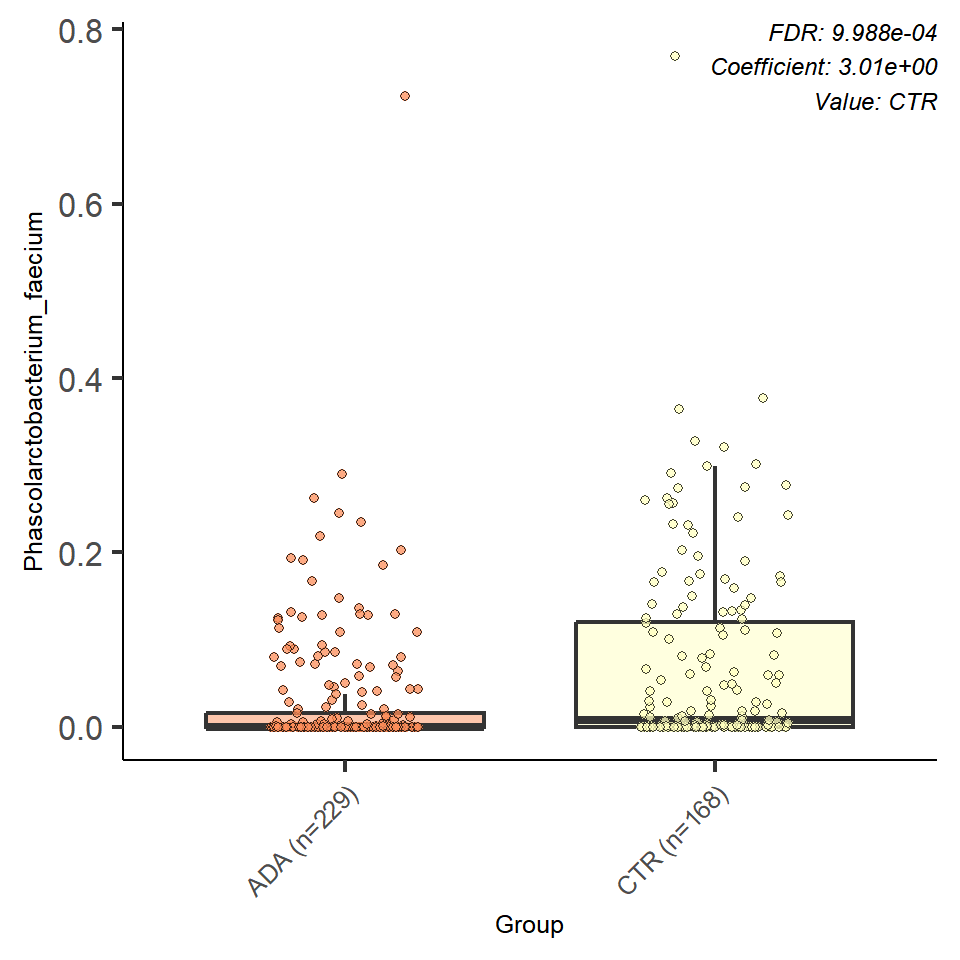 FDR: 9.988e-04
Coefficient: 3.01e+00
Value: CTR
Phascolarctobacterium_faecium
0.8
0.6
0.4
0.2
0.0
ADA (n=229)
CTR (n=168)
Group